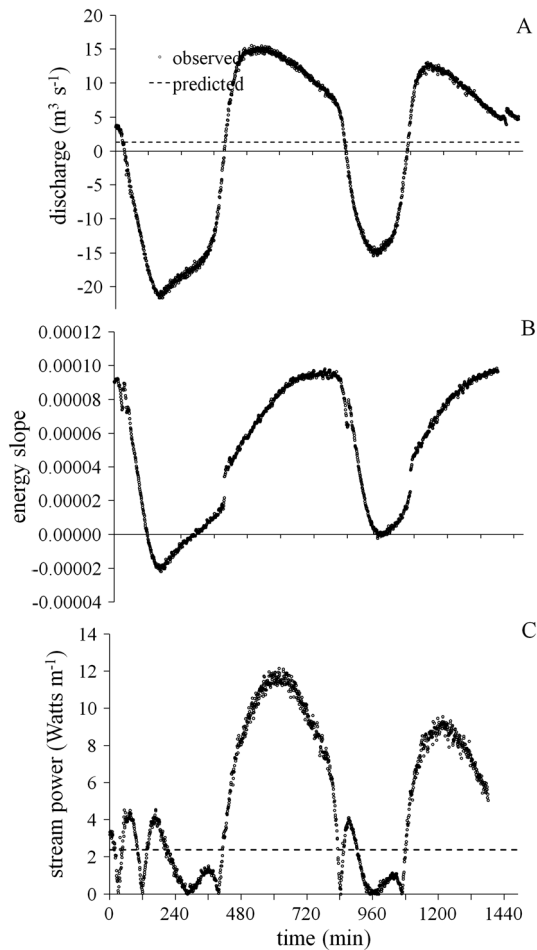 A
20
15
10
5
0
-5
-10
-15
-20
discharge (m³ s⁻¹)
observed
predicted
B
0.00012
0.00010
0.00008
0.00006
0.00004
0.00002
0.00000
-0.00002
-0.00004
energy slope
C
14
12
10
8
6
4
2
0
stream power (Watts m⁻¹)
0 240 480 720 960 1200 1440
time (min)